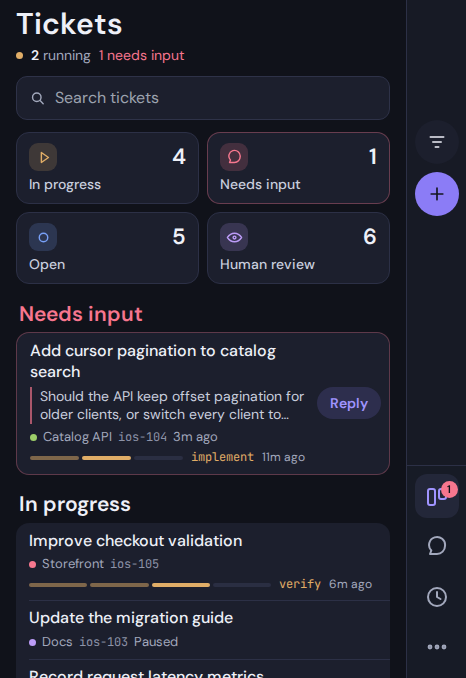 Tickets
2 running 1 needs input
Search tickets
4
In progress
1
Needs input
5
Open
6
Human review
Needs input
Add cursor pagination to catalog
search
Should the API keep offset pagination for
older clients, or switch every client to…
Reply
Catalog API ios-104 3m ago
implement 11m ago
In progress
Improve checkout validation
Storefront ios-105
verify 6m ago
Update the migration guide
Docs ios-103 Paused
Record request latency metrics
1